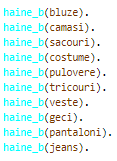 haine_b(bluze).
haine_b(camasi).
haine_b(sacouri).
haine_b(costume).
haine_b(pulovere).
haine_b(tricouri).
haine_b(veste).
haine_b(geci).
haine_b(pantaloni).
haine_b(jeans).